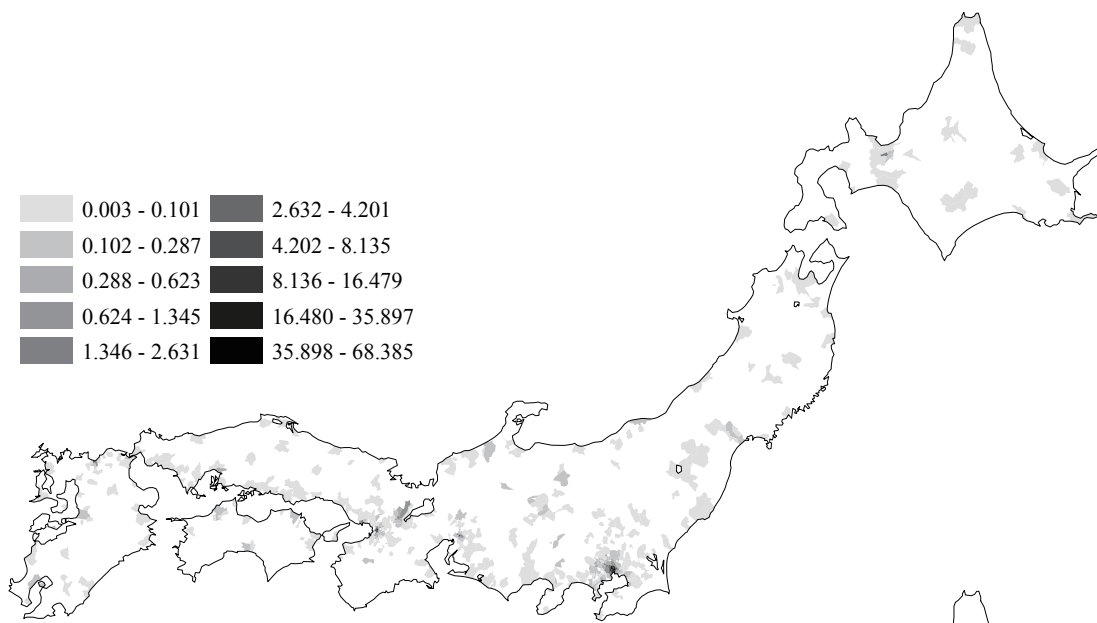 0.003 - 0.101
0.102 - 0.287
0.288 - 0.623
0.624 - 1.345
1.346 - 2.631
2.632 - 4.201
4.202 - 8.135
8.136 - 16.479
16.480 - 35.897
35.898 - 68.385